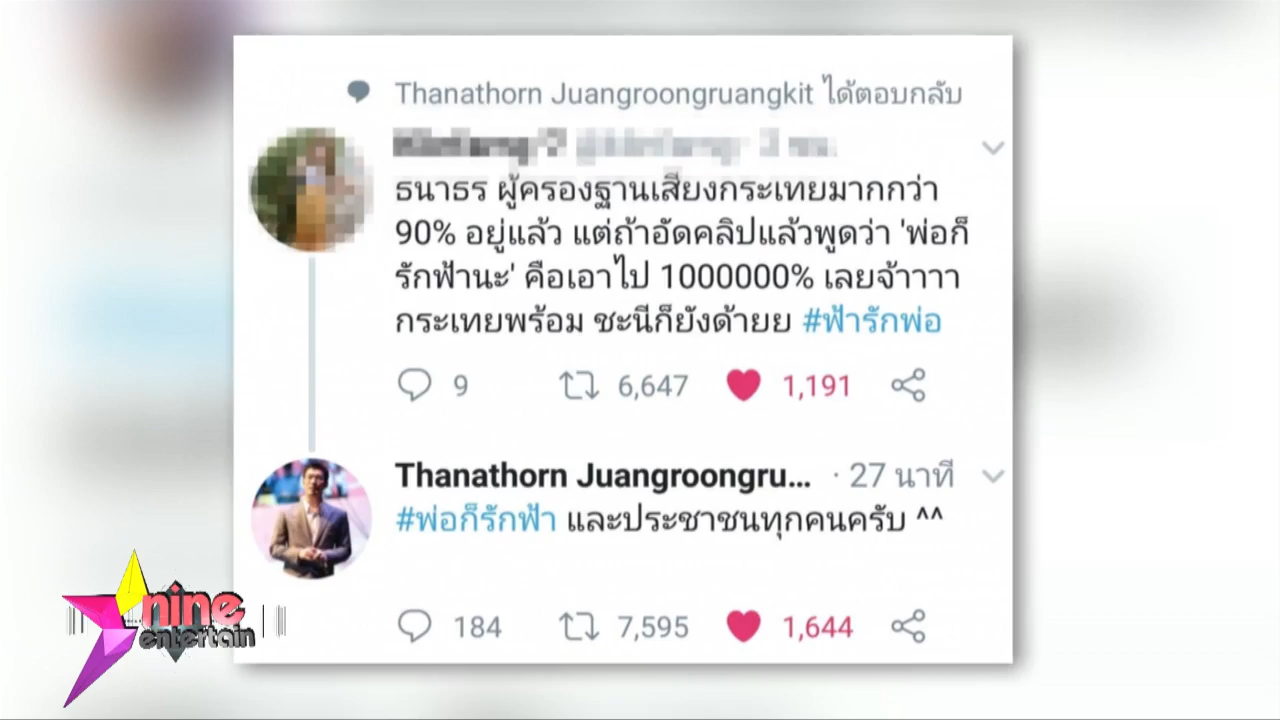 Thanathorn Juangroongruangkit ได้ตอบกลับ
ธนาธร ผู้ครองฐานเสียงกระเทยมากกว่า
90% อยู่แล้ว แต่ถ้าอัดคลิปแล้วพูดว่า 'พ่อก็
รักฟ้านะ' คือเอาไป 1000000% เลยจ้าาาา
กระเทยพร้อม ชะนีก็ยังด้ายย #ฟ้ารักพ่อ
9 6,647 1,191
Thanathorn Juangroongru... · 27 นาที
#พ่อก็รักฟ้า และประชาชนทุกคนครับ ^^
184 7,595 1,644
nine
entertain